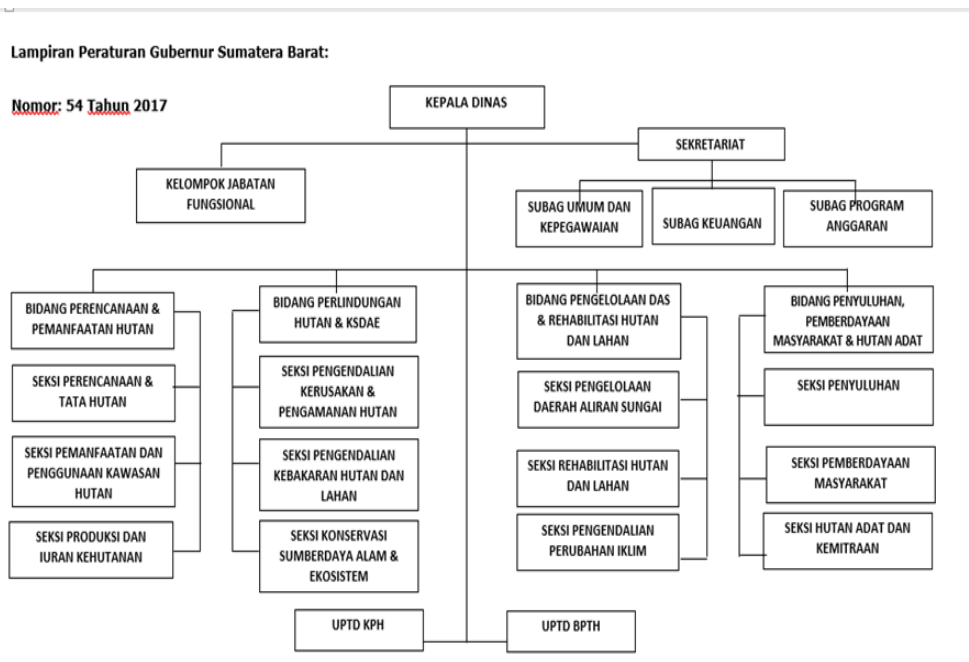 Lampiran Peraturan Gubernur Sumatera Barat:
Nomor: 54 Tahun 2017
KEPALA DINAS
SEKRETARIAT
KELOMPOK JABATAN
FUNGSIONAL
SUBAG UMUM DAN
KEPEGAWAIAN
SUBAG KEUANGAN
SUBAG PROGRAM
ANGGARAN
BIDANG PERENCANAAN &
PEMANFAATAN HUTAN
SEKSI PERENCANAAN &
TATA HUTAN
SEKSI PEMANFAATAN DAN
PENGGUNAAN KAWASAN
HUTAN
SEKSI PRODUKSI DAN
IURAN KEHUTANAN
BIDANG PERLINDUNGAN
HUTAN & KSDAE
SEKSI PENGENDALIAN
KERUSAKAN &
PENGAMANAN HUTAN
SEKSI PENGENDALIAN
KEBAKARAN HUTAN DAN
LAHAN
SEKSI KONSERVASI
SUMBERDAYA ALAM &
EKOSISTEM
BIDANG PENGELOLAAN DAS
& REHABILITASI HUTAN
DAN LAHAN
SEKSI PENGELOLAAN
DAERAH ALIRAN SUNGAI
SEKSI REHABILITASI HUTAN
DAN LAHAN
SEKSI PENGENDALIAN
PERUBAHAN IKLIM
BIDANG PENYULUHAN,
PEMBERDAYAAN
MASYARAKAT & HUTAN ADAT
SEKSI PENYULUHAN
SEKSI PEMBERDAYAAN
MASYARAKAT
SEKSI HUTAN ADAT DAN
KEMITRAAN
UPTD KPH
UPTD BPTH